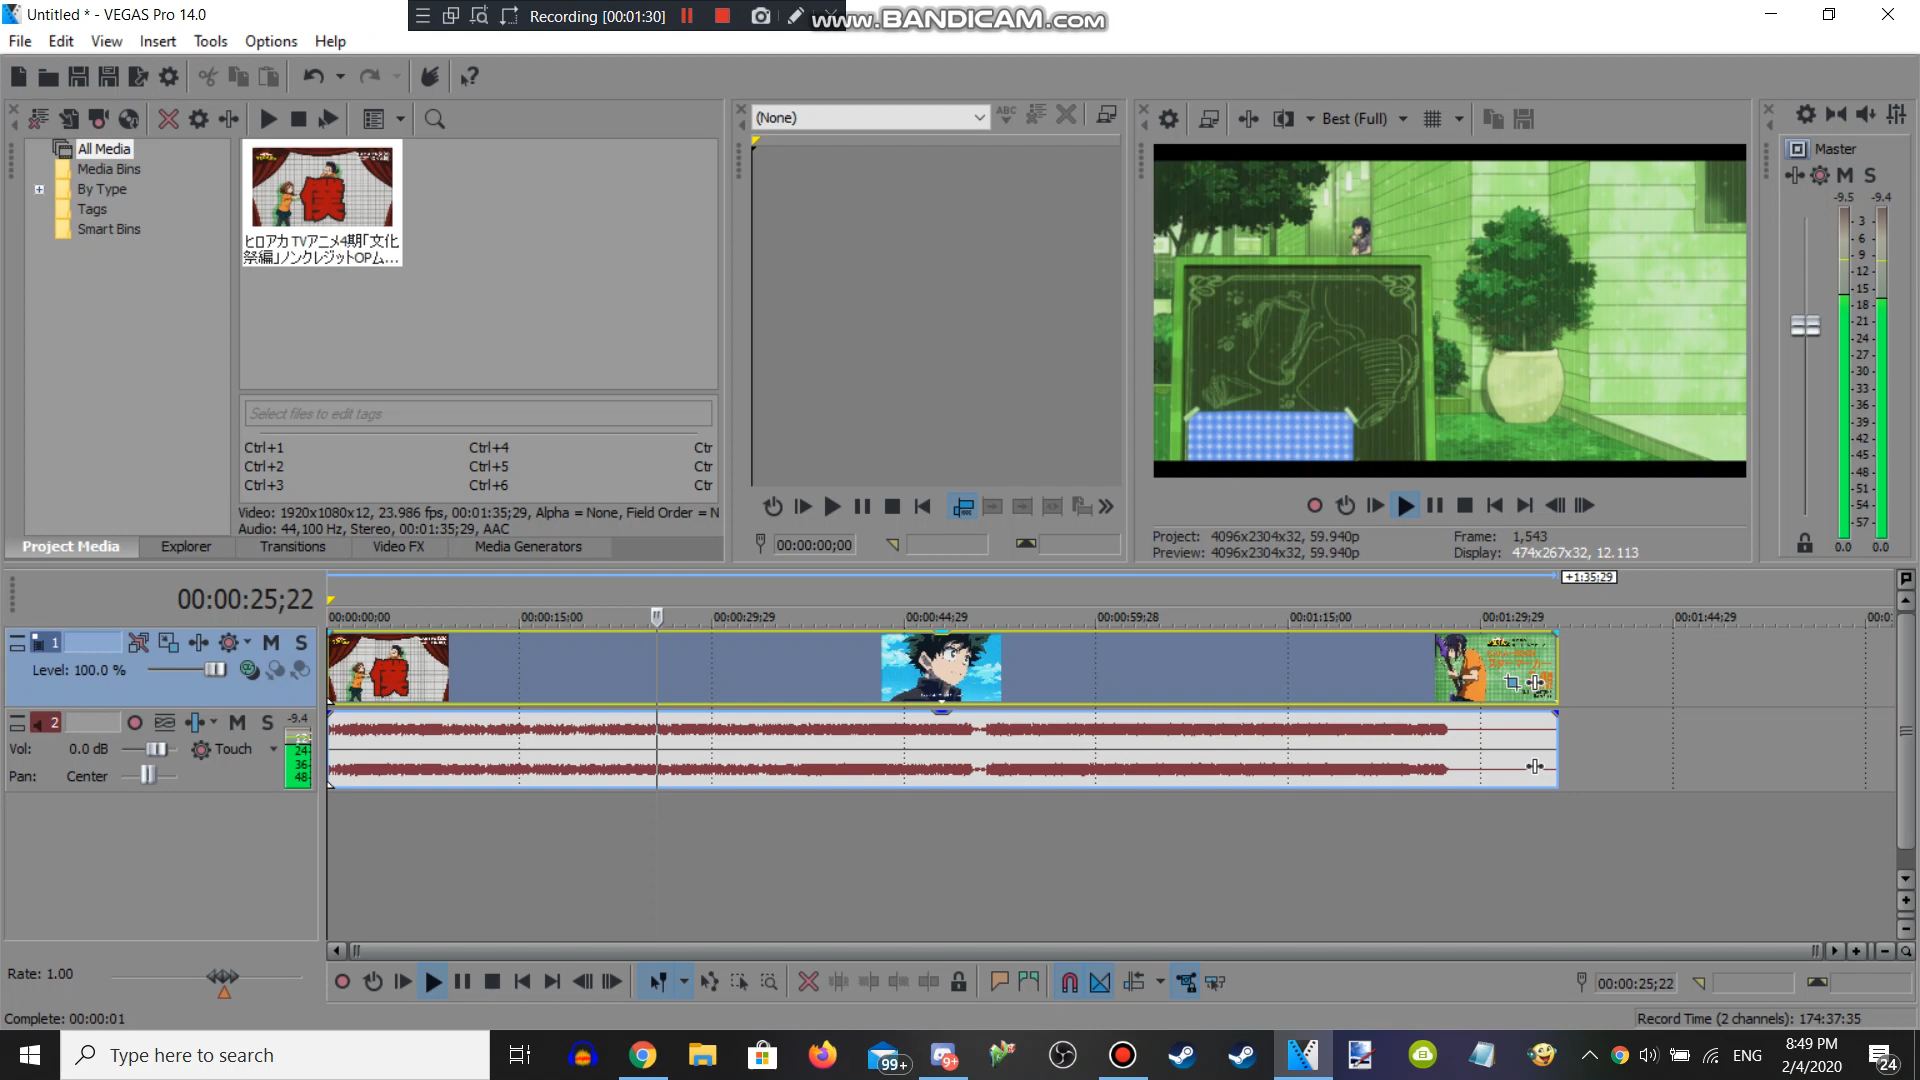 Untitled * - VEGAS Pro 14.0
Recording [00:01:30]
www.BANDICAM.com
File Edit View Insert Tools Options Help
All Media
Media Bins
By Type
Tags
Smart Bins
僕
ヒロアカ TVアニメ4期「文化
祭編」ノンクレジットOPム...
Select files to edit tags
Ctrl+1 Ctrl+4 Ctr
Ctrl+2 Ctrl+5 Ctr
Ctrl+3 Ctrl+6 Ctr
Video: 1920x1080x12, 23.986 fps, 00:01:35;29, Alpha = None, Field Order = N
Audio: 44,100 Hz, Stereo, 00:01:35;29, AAC
Project Media Explorer Transitions Video FX Media Generators
(None)
ABC
00:00:00;00
Best (Full)
Project: 4096x2304x32, 59.940p
Preview: 4096x2304x32, 59.940p
Frame: 1,543
Display: 474x267x32, 12.113
Master
M S
-9.5 -9.4
- 3 -
- 6 -
- 9 -
-12-
-15-
-18-
-21-
-24-
-27-
-30-
-33-
-36-
-39-
-42-
-45-
-48-
-51-
-54-
-57-
0.0 0.0
+1:35;29
00:00:25;22
00:00:00;00 00:00:15;00 00:00:29;29 00:00:44;29 00:00:59;28 00:01:15;00 00:01:29;29 00:01:44;29 00:0
1 M S
Level: 100.0 %
僕
2 M S -9.4
Vol: 0.0 dB Touch
Pan: Center
12
24
36
48
Rate: 1.00
00:00:25;22
Complete: 00:00:01
Record Time (2 channels): 174:37:35
Type here to search
99+
9+
ENG
8:49 PM
2/4/2020
24